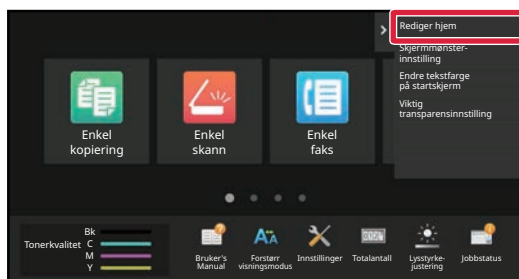 Rediger hjem
Skjermmønster-
innstilling
Endre tekstfarge
på startskjerm
Viktig
transparensinnstilling
Enkel
kopiering
Enkel
skann
Enkel
faks
Tonerkvalitet
Bk
C
M
Y
Bruker's
Manual
Forstørr
visningsmodus
Innstillinger
Totalantall
Lysstyrke-
justering
Jobbstatus